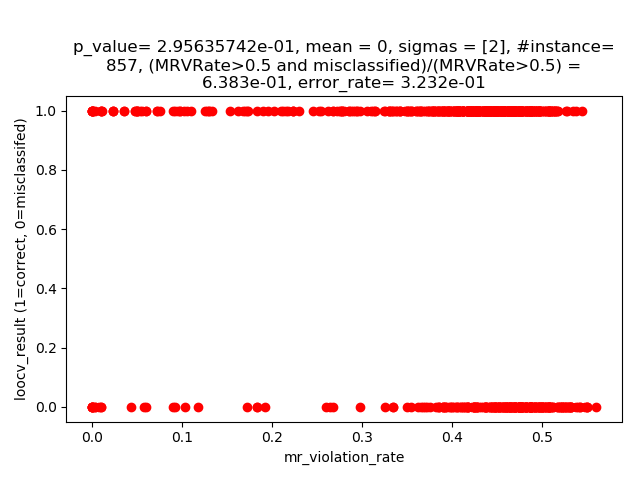 p_value= 2.95635742e-01, mean = 0, sigmas = [2], #instance=
857, (MRVRate>0.5 and misclassified)/(MRVRate>0.5) =
6.383e-01, error_rate= 3.232e-01
1.0
0.8
0.6
0.4
0.2
0.0
loocv_result (1=correct, 0=misclassifed)
0.0 0.1 0.2 0.3 0.4 0.5
mr_violation_rate